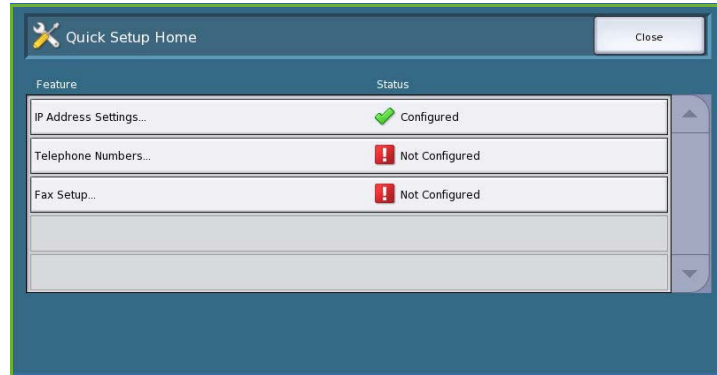 Quick Setup Home
Close
Feature Status
IP Address Settings... Configured
Telephone Numbers... Not Configured
Fax Setup... Not Configured